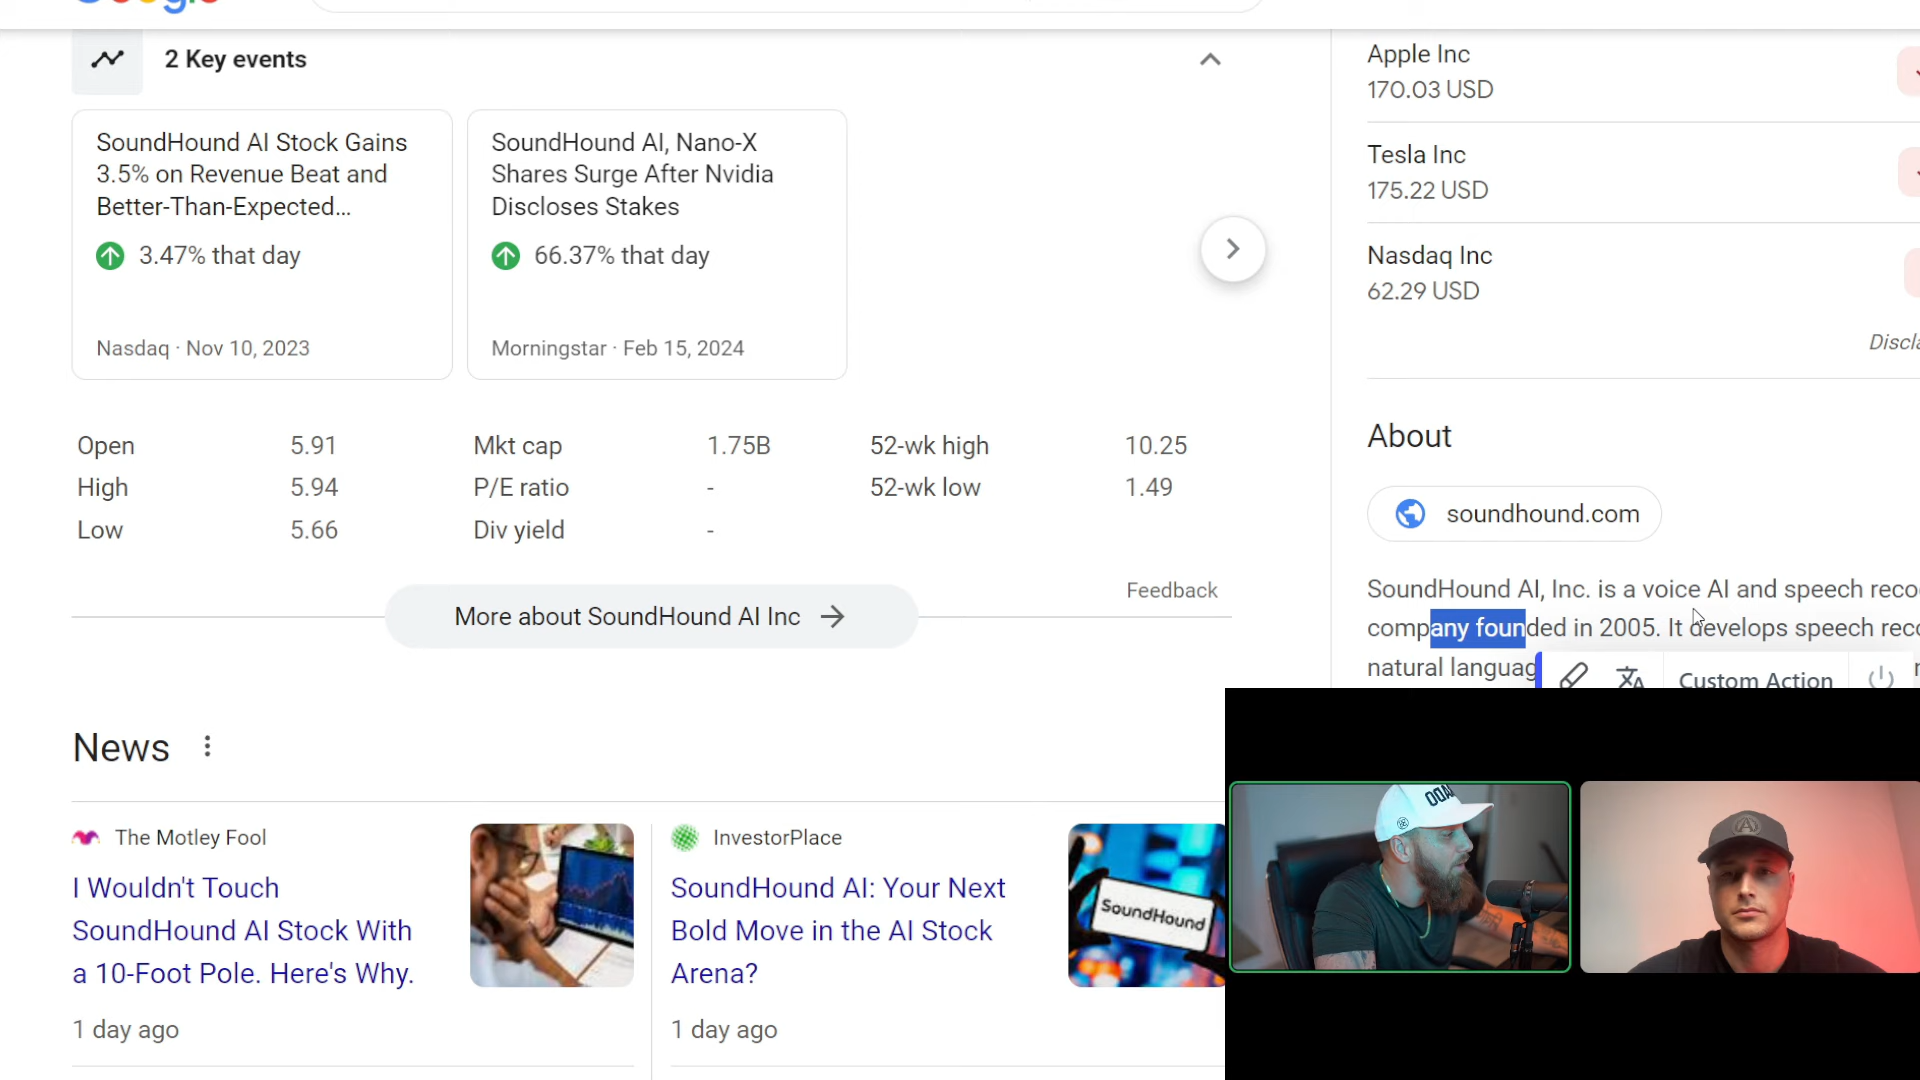 Google
2 Key events
SoundHound AI Stock Gains
3.5% on Revenue Beat and
Better-Than-Expected...
3.47% that day
Nasdaq · Nov 10, 2023
SoundHound AI, Nano-X
Shares Surge After Nvidia
Discloses Stakes
66.37% that day
Morningstar · Feb 15, 2024
Open 5.91 Mkt cap 1.75B 52-wk high 10.25
High 5.94 P/E ratio - 52-wk low 1.49
Low 5.66 Div yield -
Feedback
More about SoundHound AI Inc
News
The Motley Fool
I Wouldn't Touch
SoundHound AI Stock With
a 10-Foot Pole. Here's Why.
1 day ago
InvestorPlace
SoundHound AI: Your Next
Bold Move in the AI Stock
Arena?
1 day ago
SoundHound
Apple Inc
170.03 USD
Tesla Inc
175.22 USD
Nasdaq Inc
62.29 USD
Discla
About
soundhound.com
SoundHound AI, Inc. is a voice AI and speech reco
company founded in 2005. It develops speech reco
natural languag
Custom Action